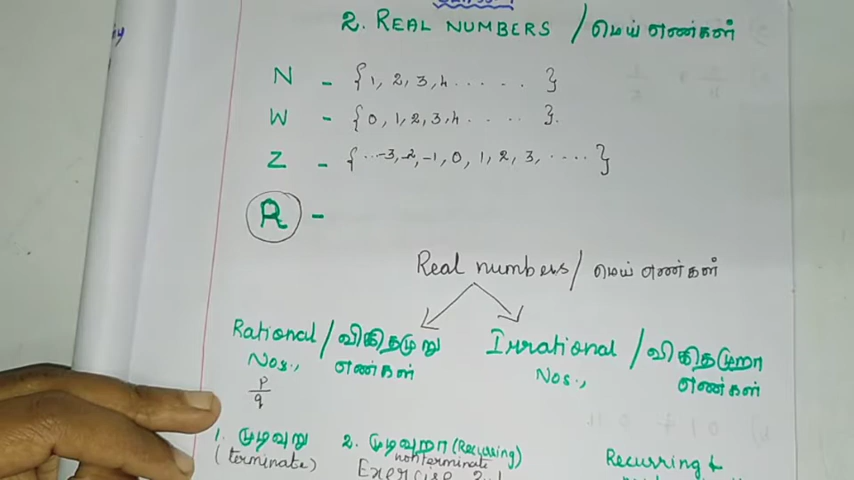 2. REAL NUMBERS / மெய் எண்கள்
N - {1, 2, 3, 4 . . . . . . }
W - {0, 1, 2, 3, 4 . . . . }.
Z - {...-3, -2, -1, 0, 1, 2, 3, ..... }
R -
Real numbers / மெய் எண்கள்
Rational / விகிதமுறு
Nos., எண்கள்
p/q
Irrational / விகிதமுறா
Nos., எண்கள்
1. முடிவுறு
(terminate)
2. முடிவுறா (Recurring)
nonterminate
Exercise
Recurring &